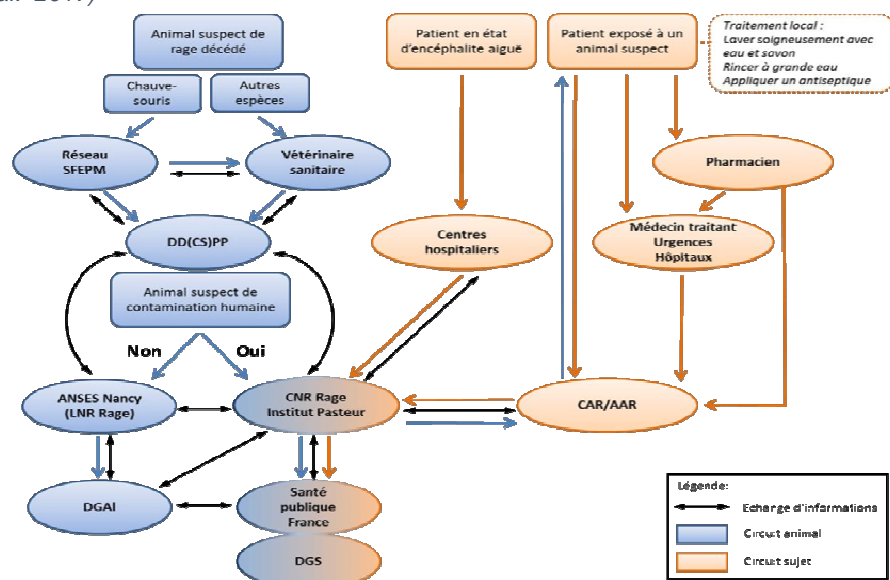 2017)
Animal suspect de
rage décédé
Patient en état
d'encéphalite aiguë
Patient exposé à un
animal suspect
Traitement local :
Laver soigneusement avec
eau et savon
Rincer à grande eau
Appliquer un antiseptique
Chauve-
souris
Autres
espèces
Réseau
SFEPM
Vétérinaire
sanitaire
Pharmacien
DD(CS)PP
Centres
hospitaliers
Médecin traitant
Urgences
Hôpitaux
Animal suspect de
contamination humaine
Non
Oui
ANSES Nancy
(LNR Rage)
CNR Rage
Institut Pasteur
CAR/AAR
DGAl
Santé
publique
France
DGS
Légende:
Echange d'informations
Circuit animal
Circuit sujet